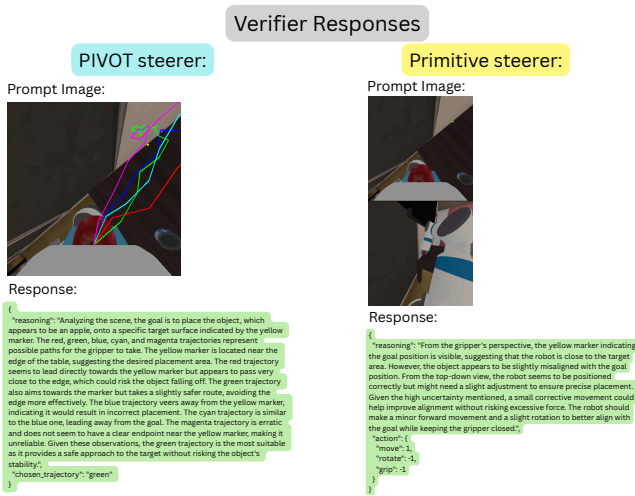 Verifier Responses
PIVOT steerer:
Prompt Image:
Response:
{
"reasoning": "Analyzing the scene, the goal is to place the object, which
appears to be an apple, onto a specific target surface indicated by the yellow
marker. The red, green, blue, cyan, and magenta trajectories represent
possible paths for the gripper to take. The yellow marker is located near the
edge of the table, suggesting the desired placement area. The red trajectory
seems to lead directly towards the yellow marker but appears to pass very
close to the edge, which could risk the object falling off. The green trajectory
also aims towards the marker but takes a slightly safer route, avoiding the
edge more effectively. The blue trajectory veers away from the yellow marker,
indicating it would result in incorrect placement. The cyan trajectory is similar
to the blue one, leading away from the goal. The magenta trajectory is erratic
and does not seem to have a clear endpoint near the yellow marker, making it
unreliable. Given these observations, the green trajectory is the most suitable
as it provides a safe approach to the target without risking the object's
stability.",
"chosen_trajectory": "green"
}
Primitive steerer:
Prompt Image:
Response:
{
"reasoning": "From the gripper's perspective, the yellow marker indicating
the goal position is visible, suggesting that the robot is close to the target
area. However, the object appears to be slightly misaligned with the goal
position. From the top-down view, the robot seems to be positioned
correctly but might need a slight adjustment to ensure precise placement.
Given the high uncertainty mentioned, a small corrective movement could
help improve alignment without risking excessive force. The robot should
make a minor forward movement and a slight rotation to better align with
the goal while keeping the gripper closed.",
"action": {
"move": 1,
"rotate": -1,
"grip": -1
}
}